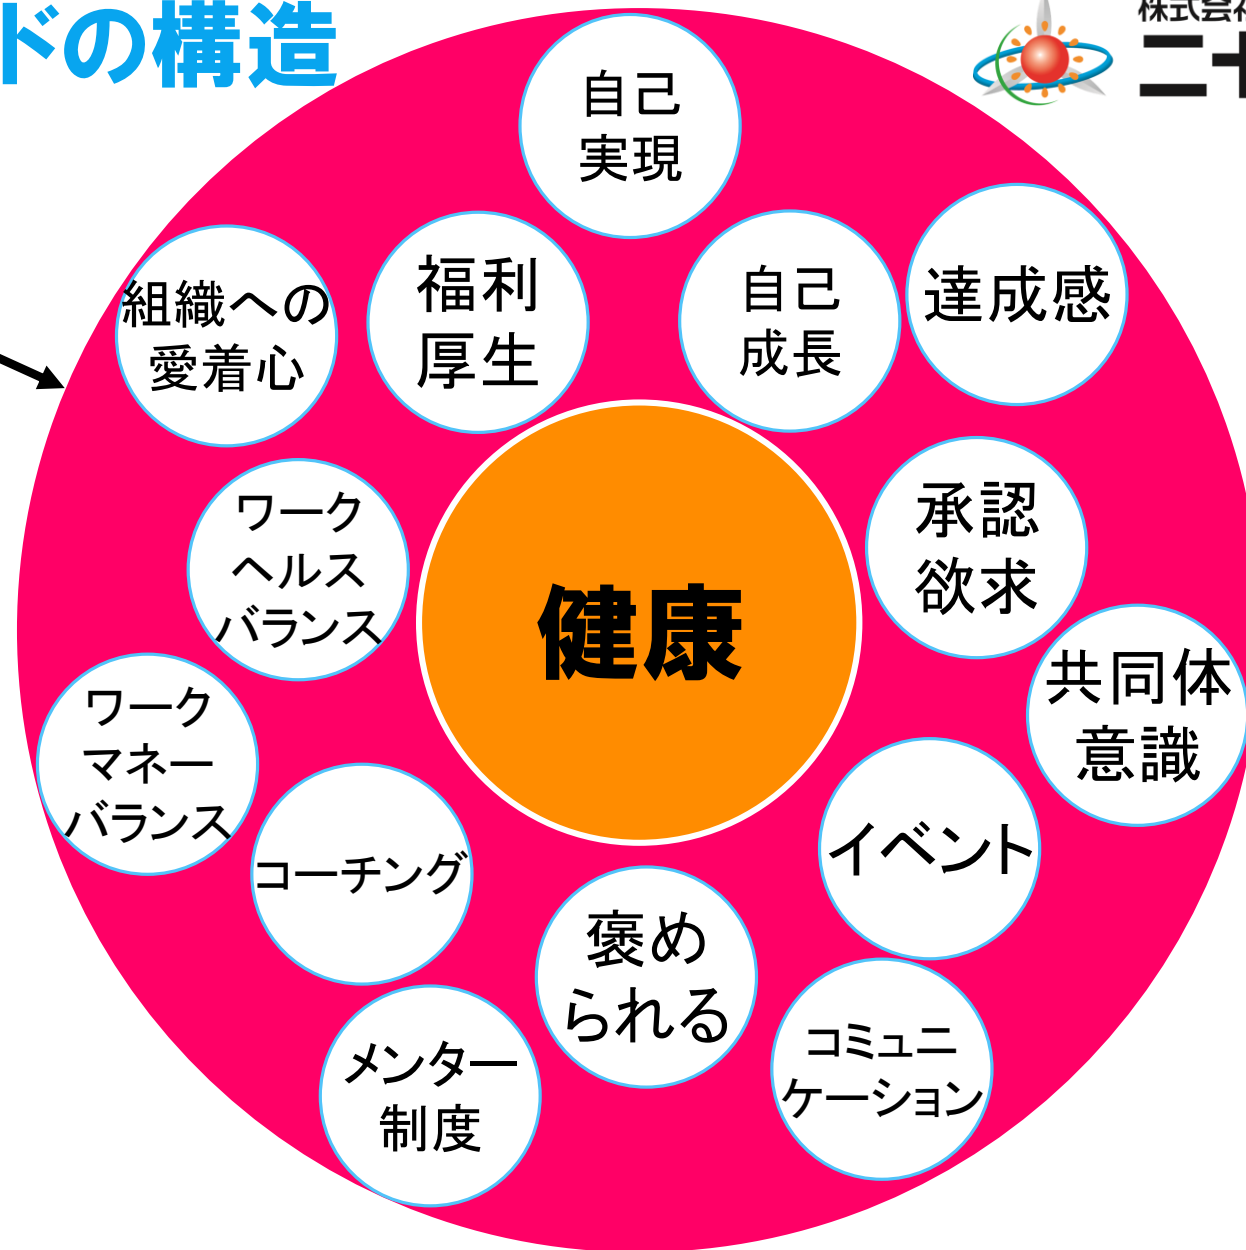 ドの構造
株式会社
二十
自己
実現
福利
厚生
自己
成長
達成感
組織への
愛着心
ワーク
ヘルス
バランス
健康
承認
欲求
共同体
意識
ワーク
マネー
バランス
コーチング
イベント
褒め
られる
メンター
制度
コミュニ
ケーション